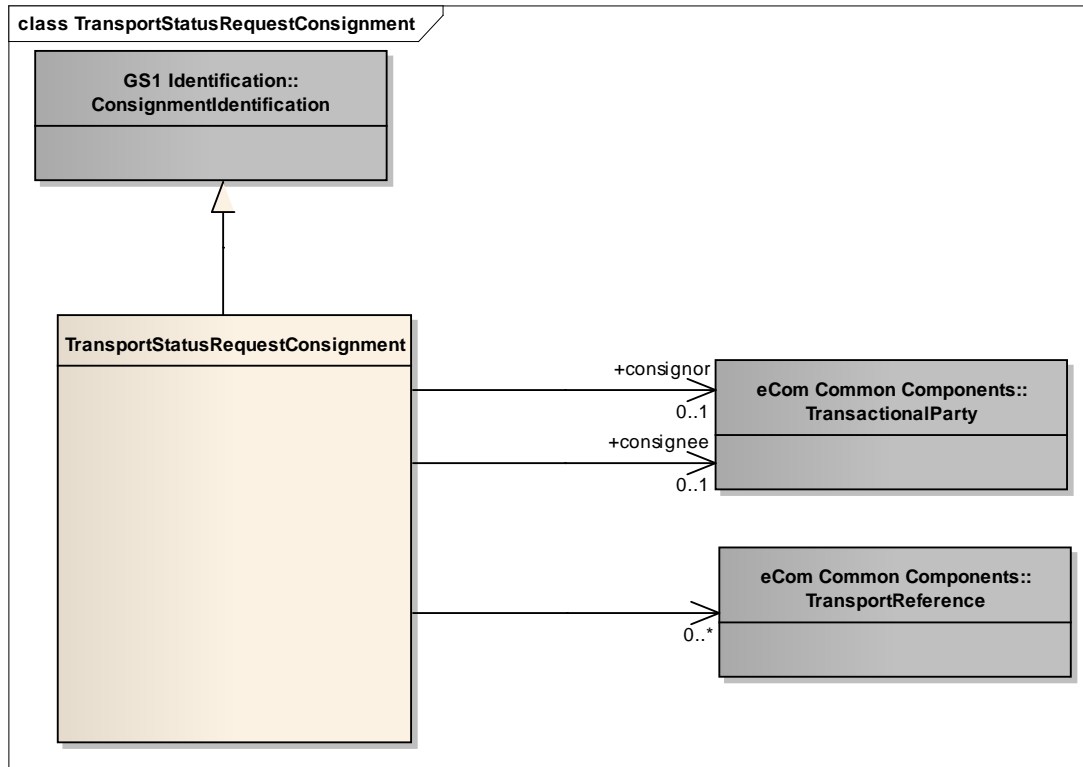 class TransportStatusRequestConsignment
GS1 Identification::
ConsignmentIdentification
TransportStatusRequestConsignment
+consignor
0..1
eCom Common Components::
TransactionalParty
+consignee
0..1
eCom Common Components::
TransportReference
0..*